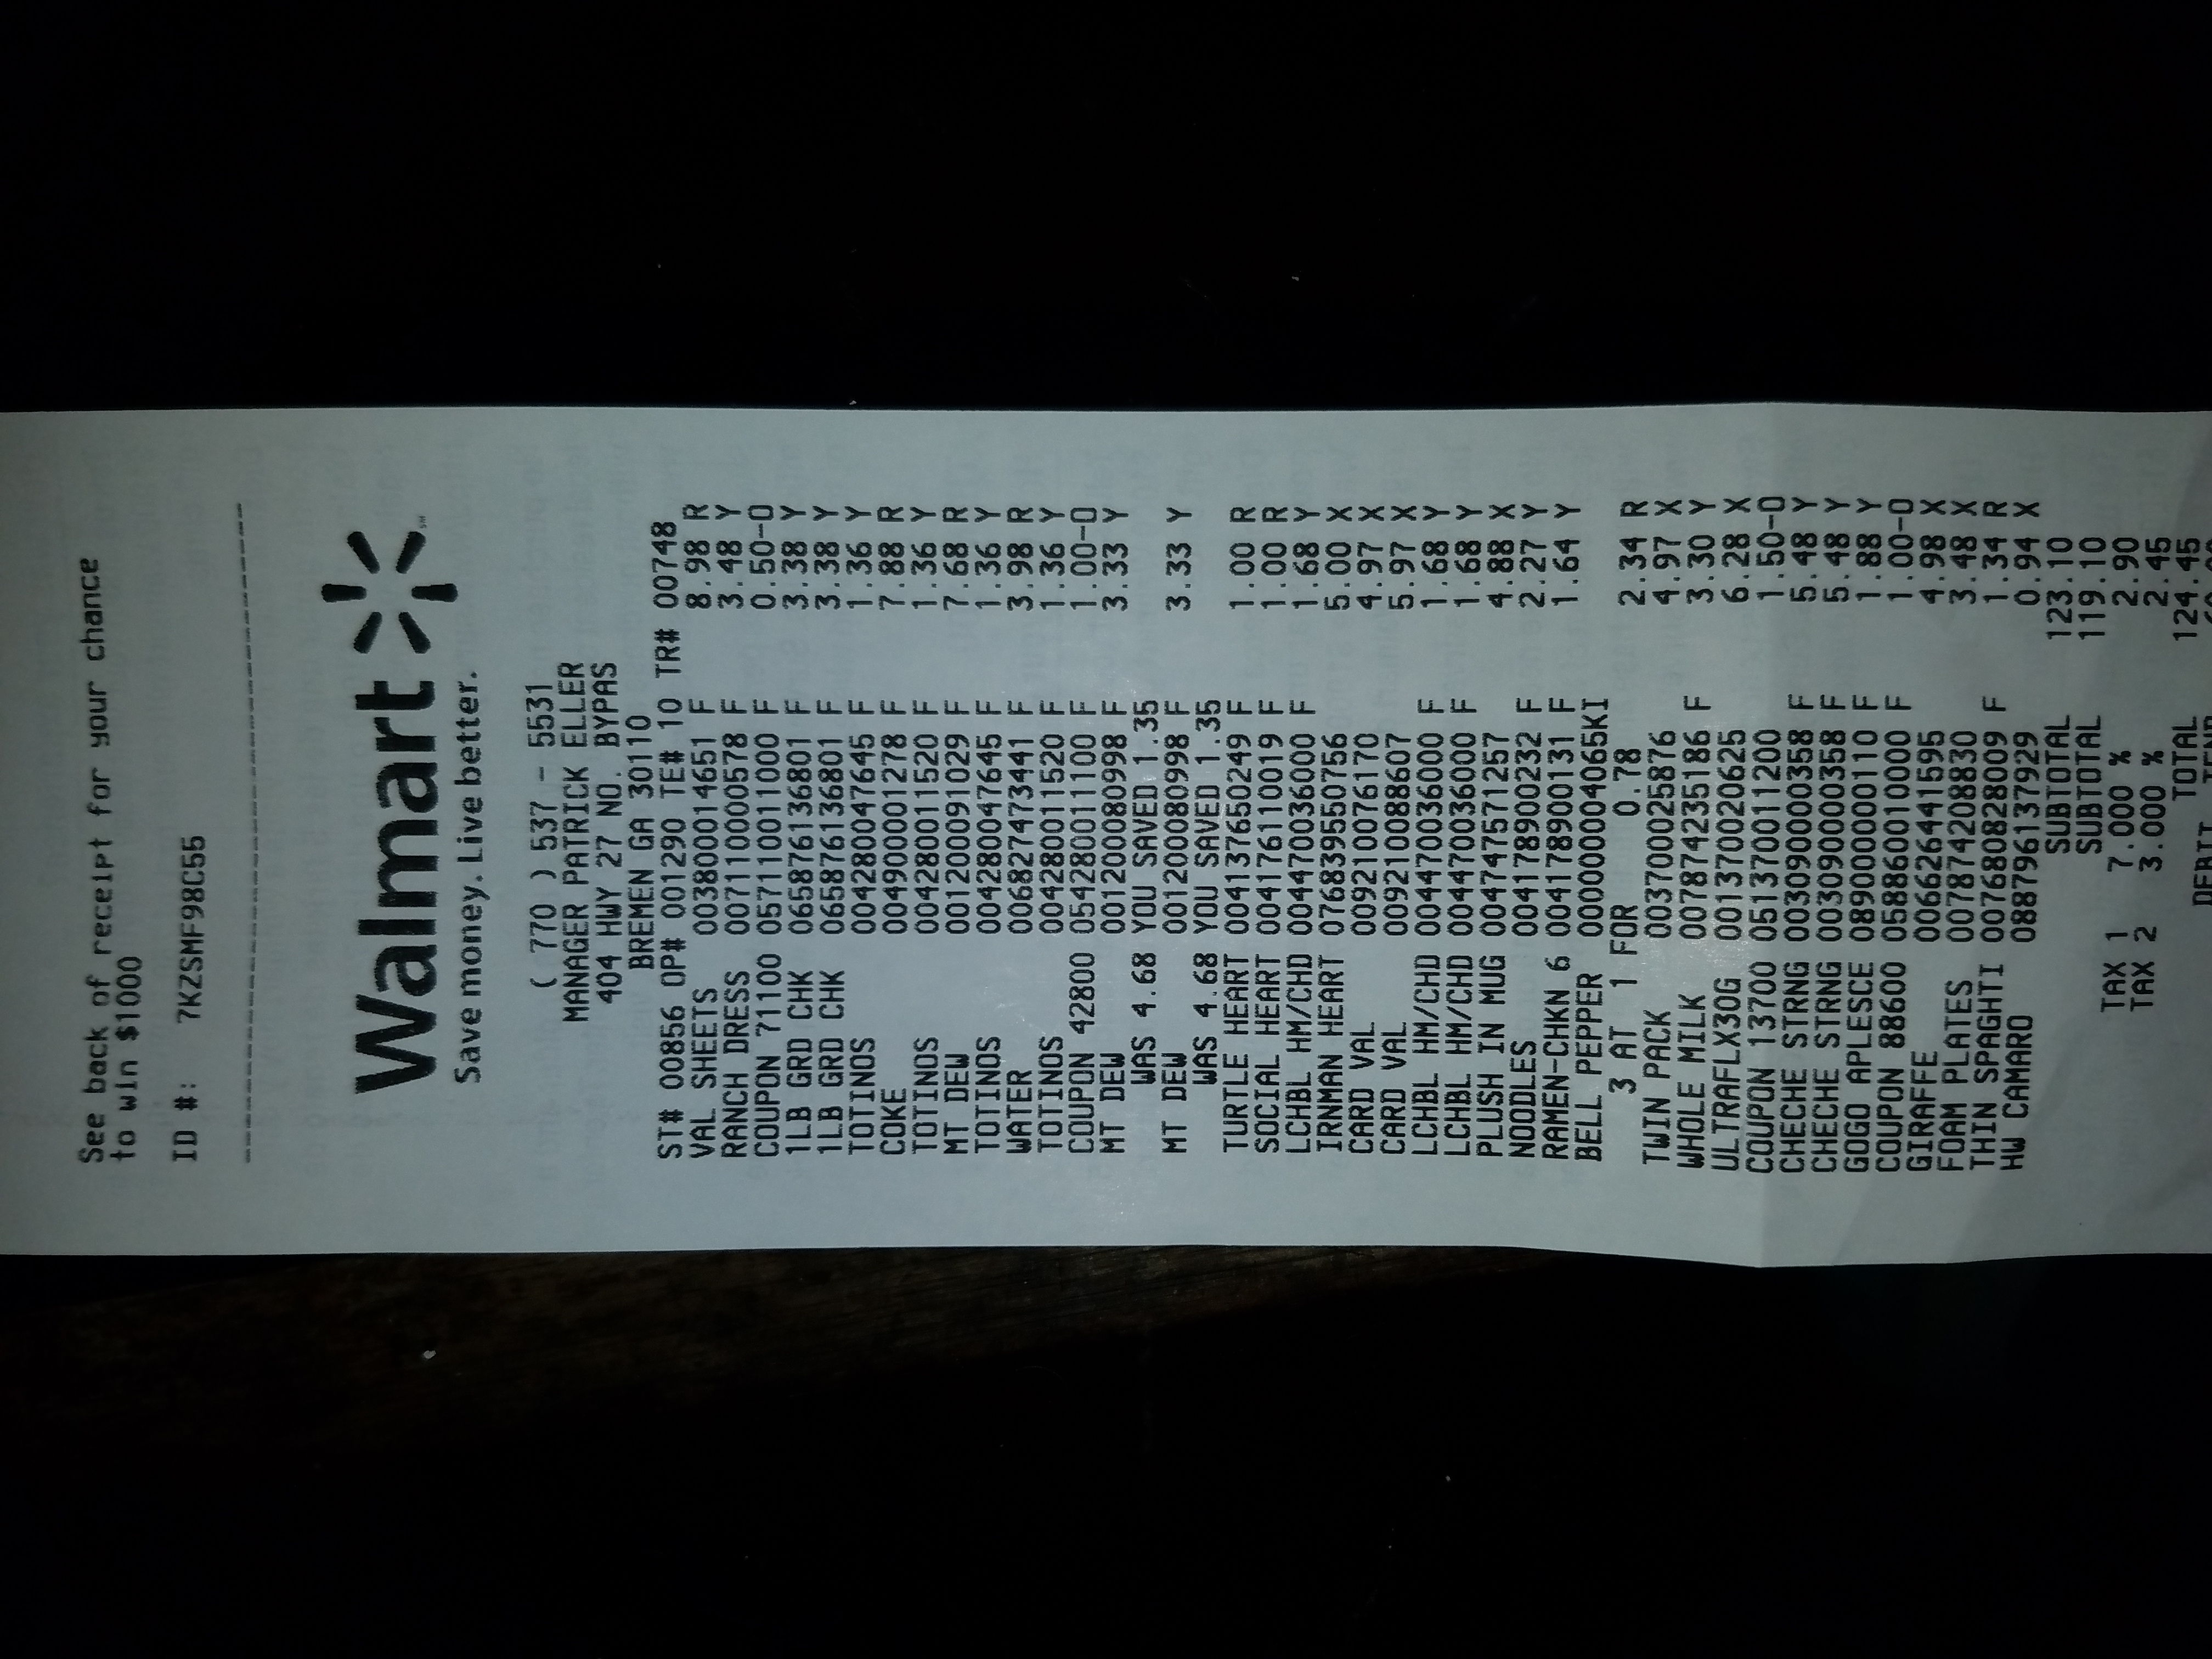 See back of receipt for your chance
to win $1000
ID #: 7KZSMF98C55
Walmart
Save money. Live better.
( 770 ) 537 - 5531
MANAGER PATRICK ELLER
404 HWY 27 NO. BYPAS
BREMEN GA 30110
ST# 00856 OP# 001290 TE# 10 TR# 00748
VAL SHEETS 003800014651 F 8.98 R
RANCH DRESS 007110000578 F 3.48 Y
COUPON 71100 057110011000 F 0.50-O
1LB GRD CHK 065876136801 F 3.38 Y
1LB GRD CHK 065876136801 F 3.38 Y
TOTINOS 004280047645 F 1.36 Y
COKE 004900001278 F 7.88 R
TOTINOS 004280011520 F 1.36 Y
MT DEW 001200091029 F 7.68 R
TOTINOS 004280047645 F 1.36 Y
WATER 006827473441 F 3.98 R
TOTINOS 004280011520 F 1.36 Y
COUPON 42800 054280011100 F 1.00-O
MT DEW 001200080998 F 3.33 Y
WAS 4.68 YOU SAVED 1.35
MT DEW 001200080998 F 3.33 Y
WAS 4.68 YOU SAVED 1.35
TURTLE HEART 004137650249 F 1.00 R
SOCIAL HEART 004176110019 F 1.00 R
LCHBL HM/CHD 004470036000 F 1.68 Y
IRNMAN HEART 076839550756 5.00 X
CARD VAL 009210076170 4.97 X
CARD VAL 009210088607 5.97 X
LCHBL HM/CHD 004470036000 F 1.68 Y
LCHBL HM/CHD 004470036000 F 1.68 Y
PLUSH IN MUG 004747571257 4.88 X
NOODLES 004178900232 F 2.27 Y
RAMEN-CHKN 6 004178900131 F 1.64 Y
BELL PEPPER 000000004065KI
3 AT 1 FOR 0.78 2.34 R
TWIN PACK 003700025876 4.97 X
WHOLE MILK 007874235186 F 3.30 Y
ULTRAFLX30G 001370020625 6.28 X
COUPON 13700 051370011200 1.50-O
CHECHE STRNG 003090000358 F 5.48 Y
CHECHE STRNG 003090000358 F 5.48 Y
GOGO APLESCE 089000000110 F 1.88 Y
COUPON 88600 058860010000 F 1.00-O
GIRAFFE 006626441595 4.98 X
FOAM PLATES 007874208830 3.48 X
THIN SPAGHTI 007680828009 F 1.34 R
HW CAMARO 088796137929 0.94 X
SUBTOTAL 123.10
SUBTOTAL 119.10
TAX 1 7.000 % 2.90
TAX 2 3.000 % 2.45
TOTAL 124.45
DEBIT TEND